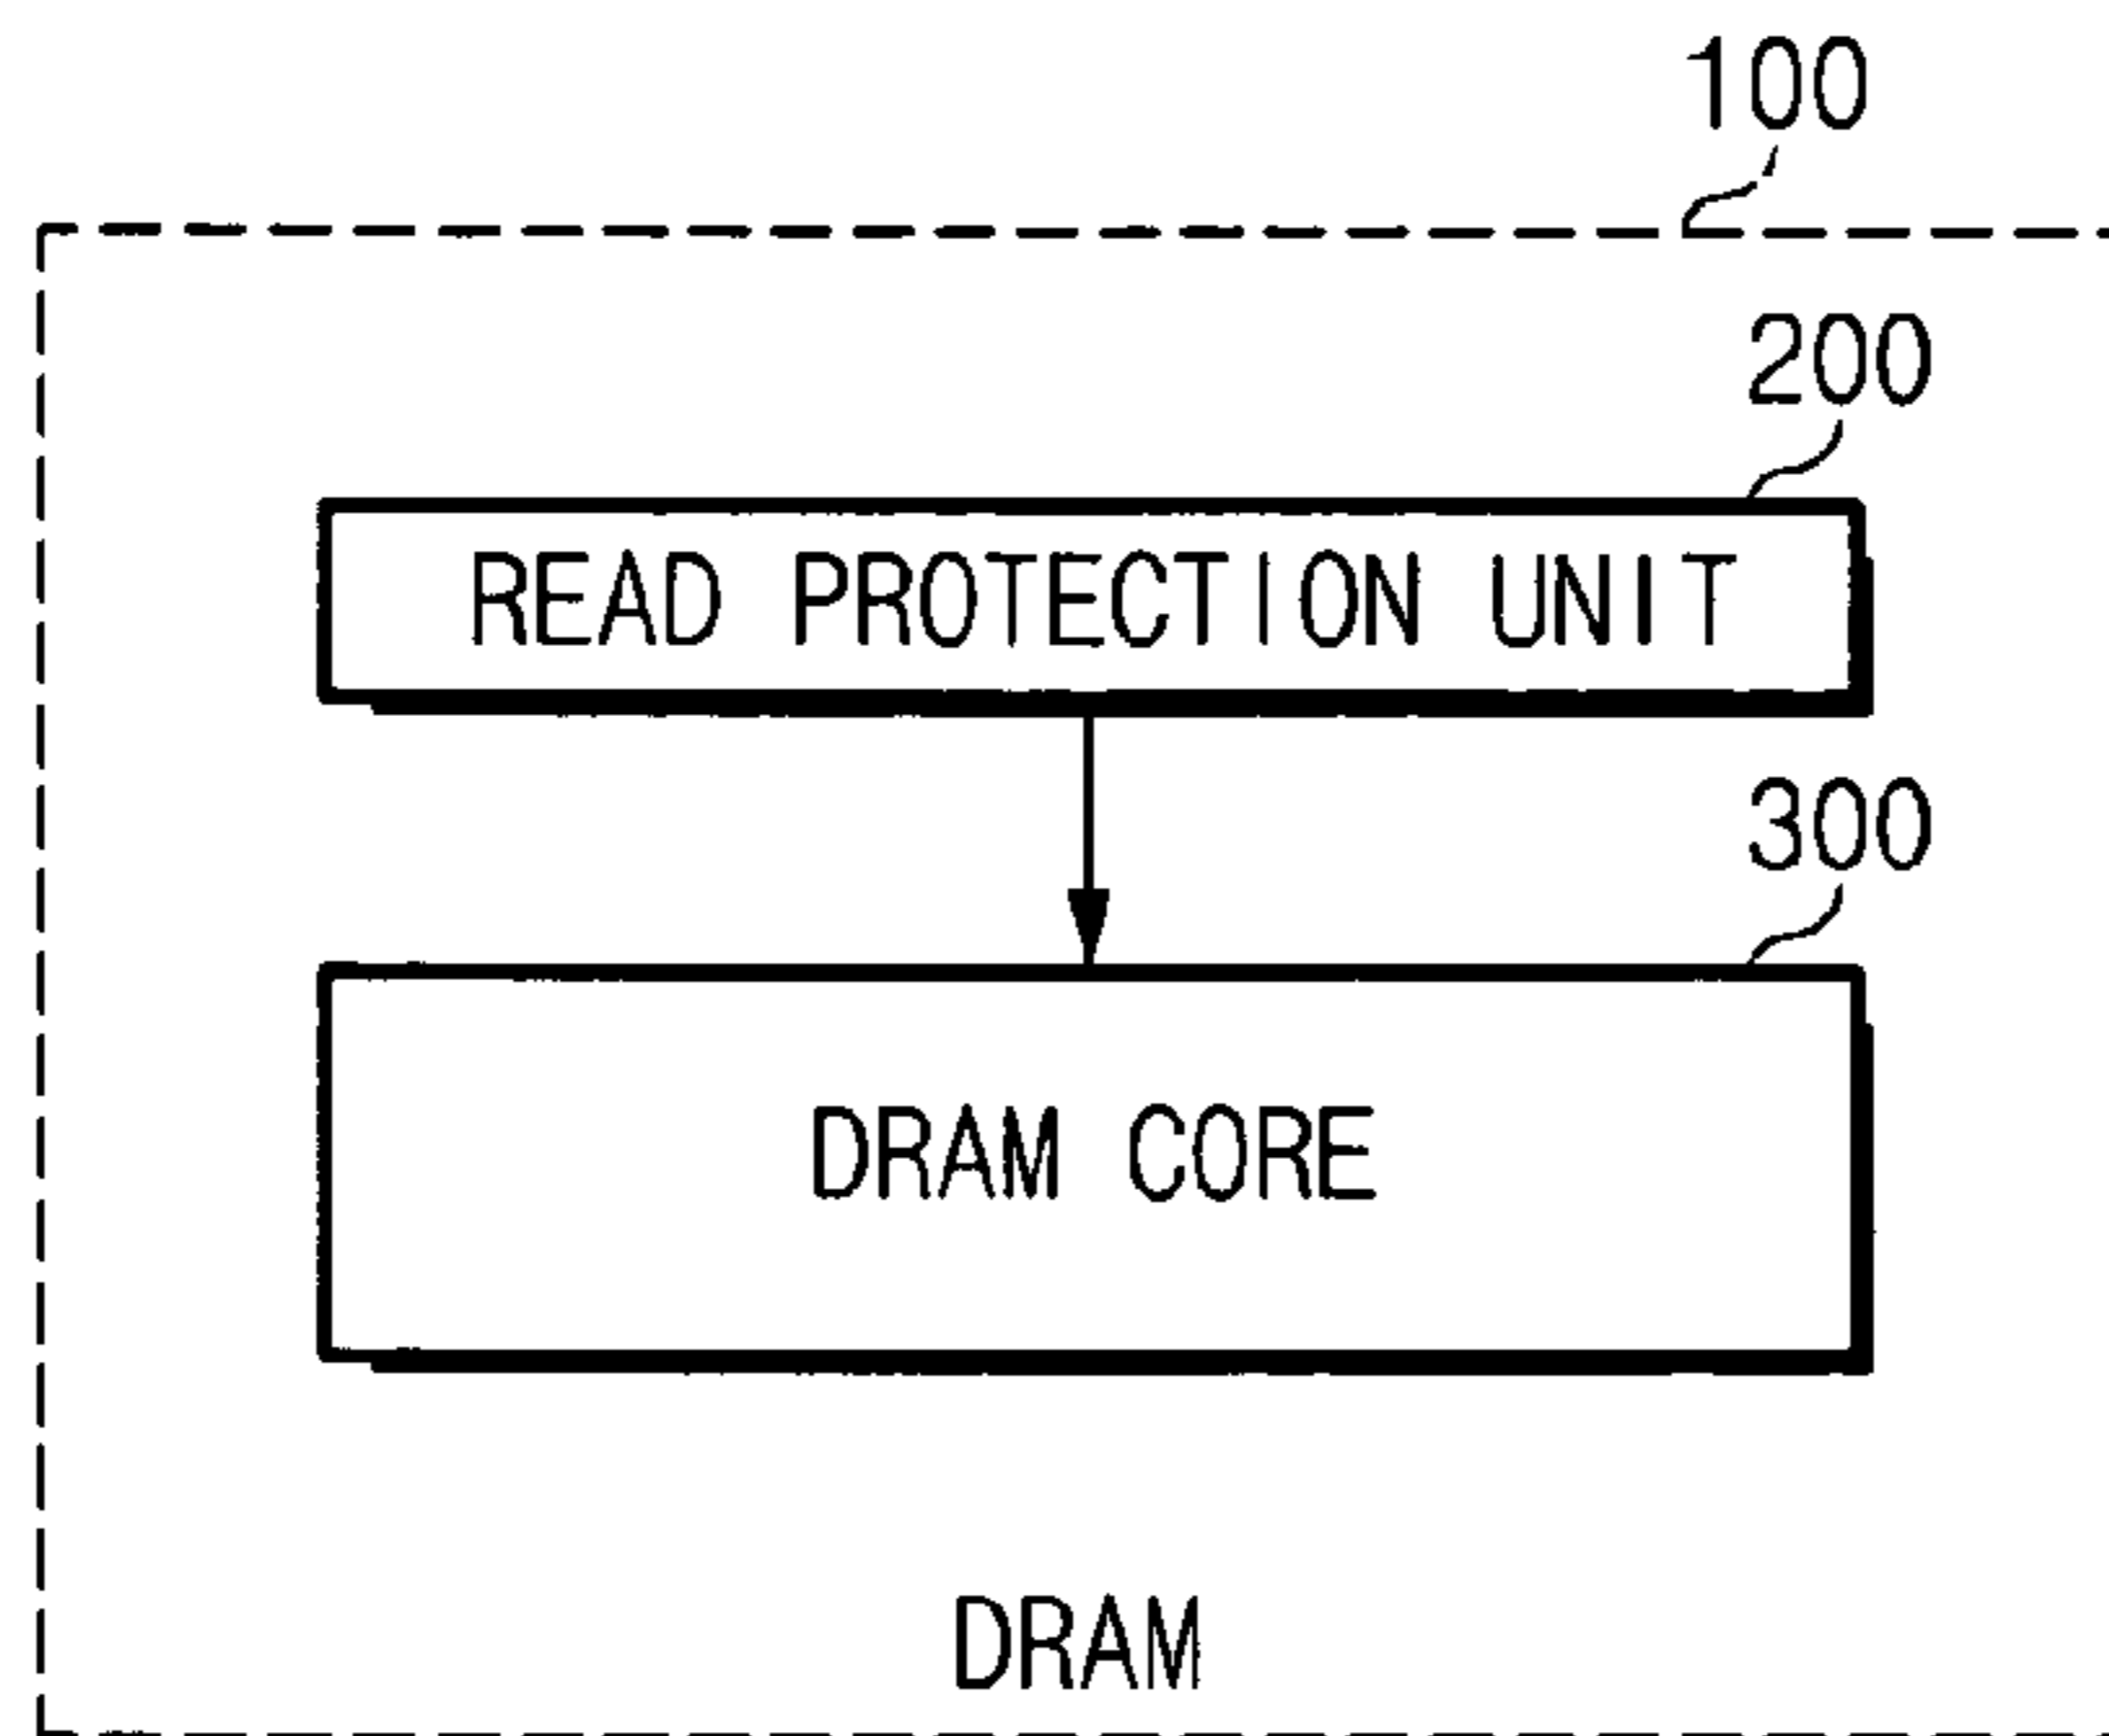 100
200
READ PROTECTION UNIT
300
DRAM CORE
DRAM